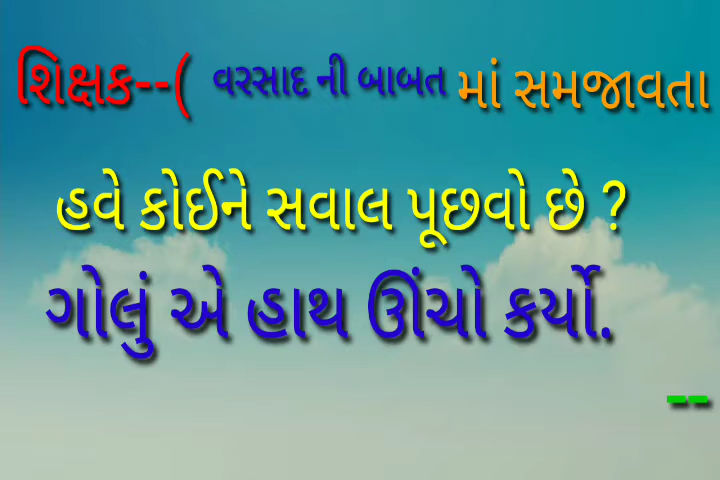 શિક્ષક--( વરસાદ ની બાબત માં સમજાવતા
હવે કોઈને સવાલ પૂછવો છે ?
ગોલું એ હાથ ઊંચો કર્યો.
--